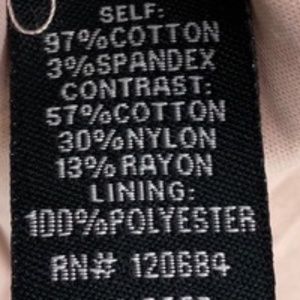 SELF:
97%COTTON
3%SPANDEX
CONTRAST:
57%COTTON
30%NYLON
13%RAYON
LINING:
100%POLYESTER
RN# 120684